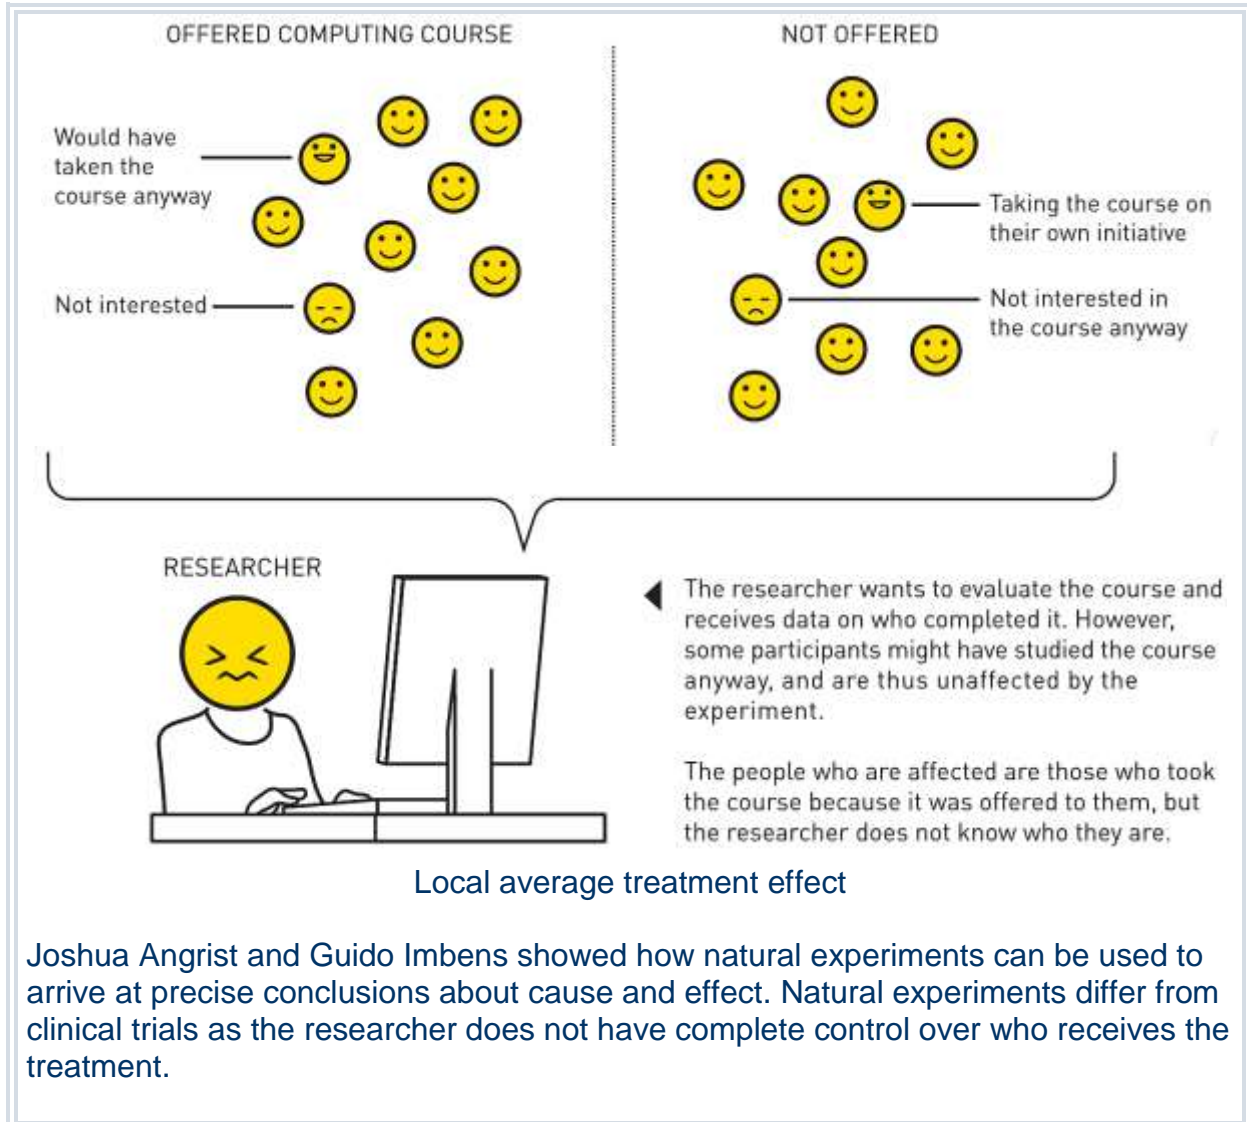 OFFERED COMPUTING COURSE
NOT OFFERED
Would have
taken the
course anyway
Not interested
Taking the course on
their own initiative
Not interested in
the course anyway
RESEARCHER
The researcher wants to evaluate the course and
receives data on who completed it. However,
some participants might have studied the course
anyway, and are thus unaffected by the
experiment.
The people who are affected are those who took
the course because it was offered to them, but
the researcher does not know who they are.
Local average treatment effect
Joshua Angrist and Guido Imbens showed how natural experiments can be used to
arrive at precise conclusions about cause and effect. Natural experiments differ from
clinical trials as the researcher does not have complete control over who receives the
treatment.